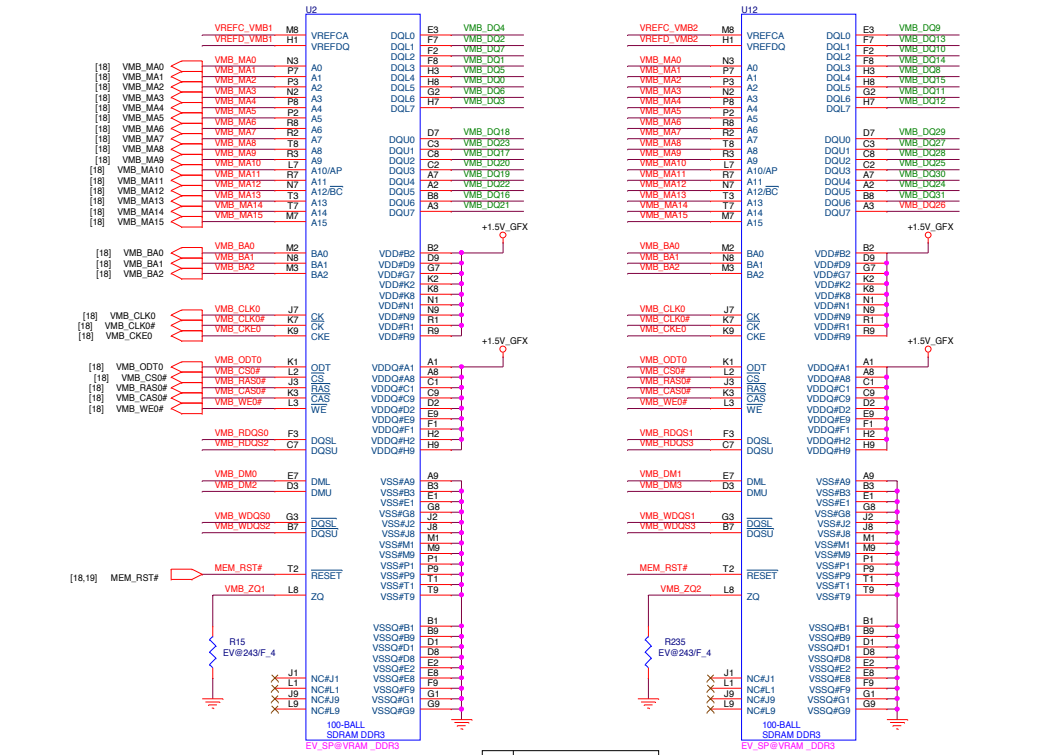 U2
VREFC_VMB1 M8 VREFCA
VREFD_VMB1 H1 VREFDQ
[18] VMB_MA0 VMB_MA0 N3 A0
[18] VMB_MA1 VMB_MA1 P7 A1
[18] VMB_MA2 VMB_MA2 P3 A2
[18] VMB_MA3 VMB_MA3 N2 A3
[18] VMB_MA4 VMB_MA4 P8 A4
[18] VMB_MA5 VMB_MA5 P2 A5
[18] VMB_MA6 VMB_MA6 R8 A6
[18] VMB_MA7 VMB_MA7 R2 A7
[18] VMB_MA8 VMB_MA8 T8 A8
[18] VMB_MA9 VMB_MA9 R3 A9
[18] VMB_MA10 VMB_MA10 L7 A10/AP
[18] VMB_MA11 VMB_MA11 R7 A11
[18] VMB_MA12 VMB_MA12 N7 A12/BC
[18] VMB_MA13 VMB_MA13 T3 A13
[18] VMB_MA14 VMB_MA14 T7 A14
[18] VMB_MA15 VMB_MA15 M7 A15
[18] VMB_BA0 VMB_BA0 M2 BA0
[18] VMB_BA1 VMB_BA1 N8 BA1
[18] VMB_BA2 VMB_BA2 M3 BA2
[18] VMB_CLK0 VMB_CLK0 J7 CK
[18] VMB_CLK0# VMB_CLK0# K7 CK
[18] VMB_CKE0 VMB_CKE0 K9 CKE
[18] VMB_ODT0 VMB_ODT0 K1 ODT
[18] VMB_CS0# VMB_CS0# L2 CS
[18] VMB_RAS0# VMB_RAS0# J3 RAS
[18] VMB_CAS0# VMB_CAS0# K3 CAS
[18] VMB_WE0# VMB_WE0# L3 WE
VMB_RDQS0 F3 DQSL
VMB_RDQS2 C7 DQSU
VMB_DM0 E7 DML
VMB_DM2 D3 DMU
VMB_WDQS0 G3 DQSL
VMB_WDQS2 B7 DQSU
[18,19] MEM_RST# MEM_RST# T2 RESET
VMB_ZQ1 L8 ZQ
R15
EV@243/F_4
J1 NC#J1
L1 NC#L1
J9 NC#J9
L9 NC#L9
DQL0 E3 VMB_DQ4
DQL1 F7 VMB_DQ2
DQL2 F2 VMB_DQ7
DQL3 F8 VMB_DQ1
DQL4 H3 VMB_DQ5
DQL5 H8 VMB_DQ0
DQL6 G2 VMB_DQ6
DQL7 H7 VMB_DQ3
DQU0 D7 VMB_DQ18
DQU1 C3 VMB_DQ23
DQU2 C8 VMB_DQ17
DQU3 C2 VMB_DQ20
DQU4 A7 VMB_DQ19
DQU5 A2 VMB_DQ22
DQU6 B8 VMB_DQ16
DQU7 A3 VMB_DQ21
+1.5V_GFX
VDD#B2 B2
VDD#D9 D9
VDD#G7 G7
VDD#K2 K2
VDD#K8 K8
VDD#N1 N1
VDD#N9 N9
VDD#R1 R1
VDD#R9 R9
+1.5V_GFX
VDDQ#A1 A1
VDDQ#A8 A8
VDDQ#C1 C1
VDDQ#C9 C9
VDDQ#D2 D2
VDDQ#E9 E9
VDDQ#F1 F1
VDDQ#H2 H2
VDDQ#H9 H9
VSS#A9 A9
VSS#B3 B3
VSS#E1 E1
VSS#G8 G8
VSS#J2 J2
VSS#J8 J8
VSS#M1 M1
VSS#M9 M9
VSS#P1 P1
VSS#P9 P9
VSS#T1 T1
VSS#T9 T9
VSSQ#B1 B1
VSSQ#B9 B9
VSSQ#D1 D1
VSSQ#D8 D8
VSSQ#E2 E2
VSSQ#E8 E8
VSSQ#F9 F9
VSSQ#G1 G1
VSSQ#G9 G9
100-BALL
SDRAM DDR3
EV_SP@VRAM _DDR3
U12
VREFC_VMB2 M8 VREFCA
VREFD_VMB2 H1 VREFDQ
VMB_MA0 N3 A0
VMB_MA1 P7 A1
VMB_MA2 P3 A2
VMB_MA3 N2 A3
VMB_MA4 P8 A4
VMB_MA5 P2 A5
VMB_MA6 R8 A6
VMB_MA7 R2 A7
VMB_MA8 T8 A8
VMB_MA9 R3 A9
VMB_MA10 L7 A10/AP
VMB_MA11 R7 A11
VMB_MA12 N7 A12/BC
VMB_MA13 T3 A13
VMB_MA14 T7 A14
VMB_MA15 M7 A15
VMB_BA0 M2 BA0
VMB_BA1 N8 BA1
VMB_BA2 M3 BA2
VMB_CLK0 J7 CK
VMB_CLK0# K7 CK
VMB_CKE0 K9 CKE
VMB_ODT0 K1 ODT
VMB_CS0# L2 CS
VMB_RAS0# J3 RAS
VMB_CAS0# K3 CAS
VMB_WE0# L3 WE
VMB_RDQS1 F3 DQSL
VMB_RDQS3 C7 DQSU
VMB_DM1 E7 DML
VMB_DM3 D3 DMU
VMB_WDQS1 G3 DQSL
VMB_WDQS3 B7 DQSU
MEM_RST# T2 RESET
VMB_ZQ2 L8 ZQ
R235
EV@243/F_4
J1 NC#J1
L1 NC#L1
J9 NC#J9
L9 NC#L9
DQL0 E3 VMB_DQ9
DQL1 F7 VMB_DQ13
DQL2 F2 VMB_DQ10
DQL3 F8 VMB_DQ14
DQL4 H3 VMB_DQ8
DQL5 H8 VMB_DQ15
DQL6 G2 VMB_DQ11
DQL7 H7 VMB_DQ12
DQU0 D7 VMB_DQ29
DQU1 C3 VMB_DQ27
DQU2 C8 VMB_DQ28
DQU3 C2 VMB_DQ25
DQU4 A7 VMB_DQ30
DQU5 A2 VMB_DQ24
DQU6 B8 VMB_DQ31
DQU7 A3 VMB_DQ26
+1.5V_GFX
VDD#B2 B2
VDD#D9 D9
VDD#G7 G7
VDD#K2 K2
VDD#K8 K8
VDD#N1 N1
VDD#N9 N9
VDD#R1 R1
VDD#R9 R9
+1.5V_GFX
VDDQ#A1 A1
VDDQ#A8 A8
VDDQ#C1 C1
VDDQ#C9 C9
VDDQ#D2 D2
VDDQ#E9 E9
VDDQ#F1 F1
VDDQ#H2 H2
VDDQ#H9 H9
VSS#A9 A9
VSS#B3 B3
VSS#E1 E1
VSS#G8 G8
VSS#J2 J2
VSS#J8 J8
VSS#M1 M1
VSS#M9 M9
VSS#P1 P1
VSS#P9 P9
VSS#T1 T1
VSS#T9 T9
VSSQ#B1 B1
VSSQ#B9 B9
VSSQ#D1 D1
VSSQ#D8 D8
VSSQ#E2 E2
VSSQ#E8 E8
VSSQ#F9 F9
VSSQ#G1 G1
VSSQ#G9 G9
100-BALL
SDRAM DDR3
EV_SP@VRAM _DDR3